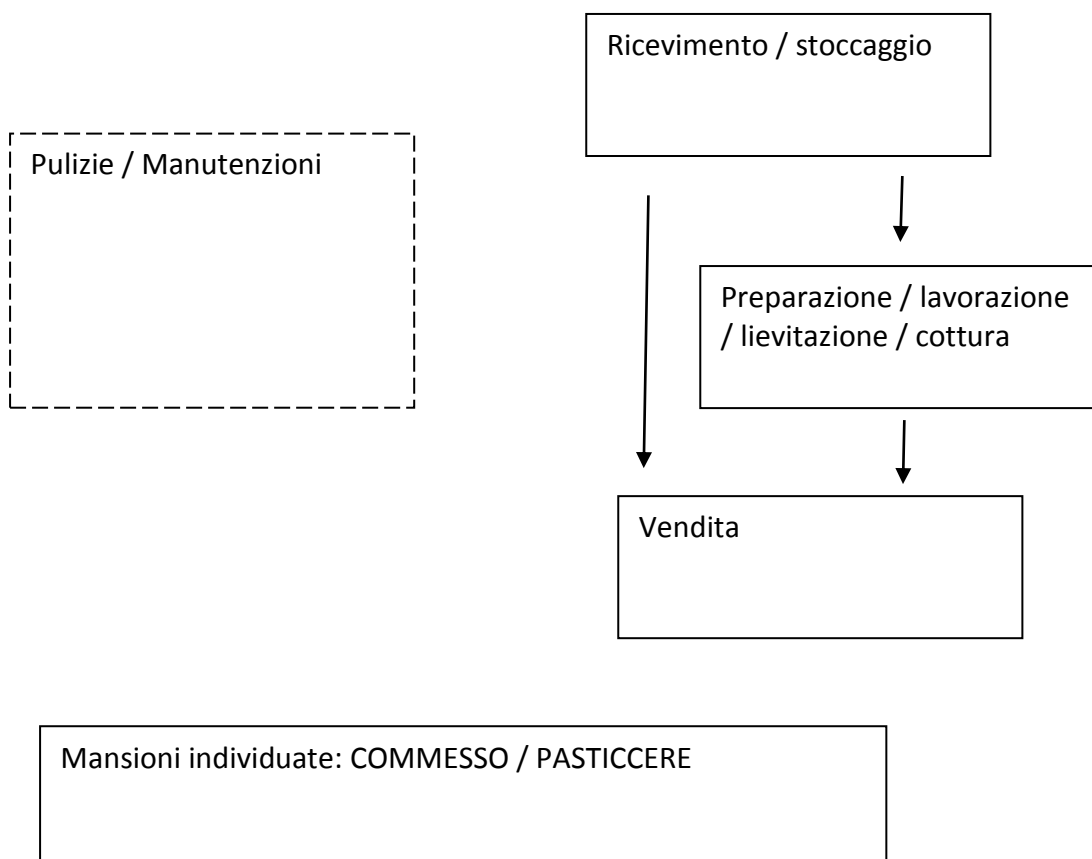 Ricevimento / stoccaggio
Pulizie / Manutenzioni
Preparazione / lavorazione
/ lievitazione / cottura
Vendita
Mansioni individuate: COMMESSO / PASTICCERE